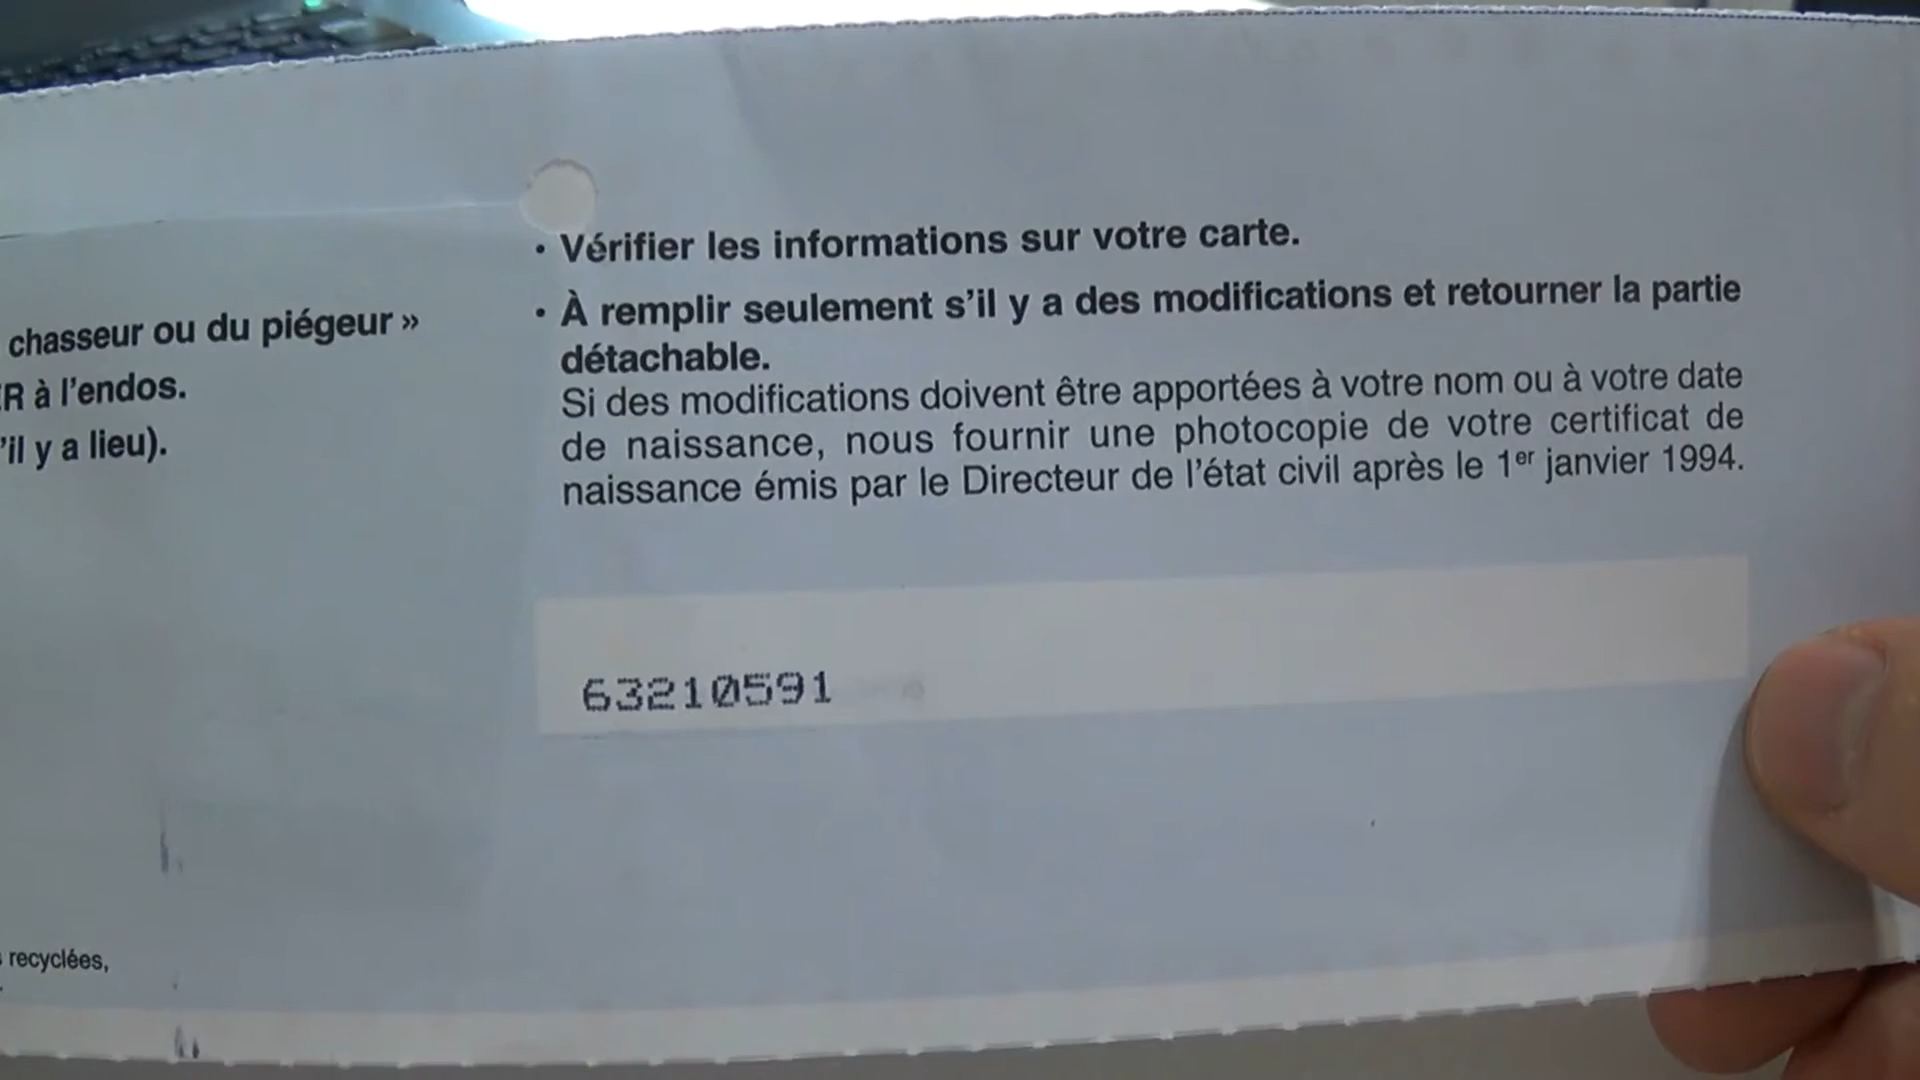 chasseur ou du piégeur »
R à l'endos.
'il y a lieu).
recyclées,
• Vérifier les informations sur votre carte.
• À remplir seulement s'il y a des modifications et retourner la partie
détachable.
Si des modifications doivent être apportées à votre nom ou à votre date
de naissance, nous fournir une photocopie de votre certificat de
naissance émis par le Directeur de l'état civil après le 1er janvier 1994.
63210591